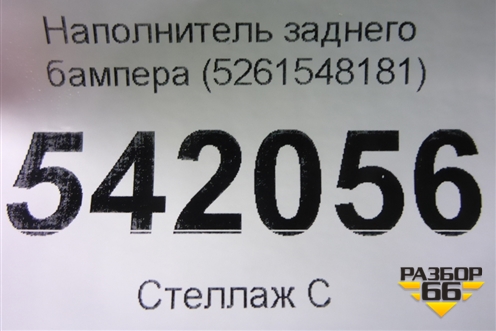 Наполнитель заднего
бампера (5261548181)
542056
Стеллаж С
РАЗБОР
66